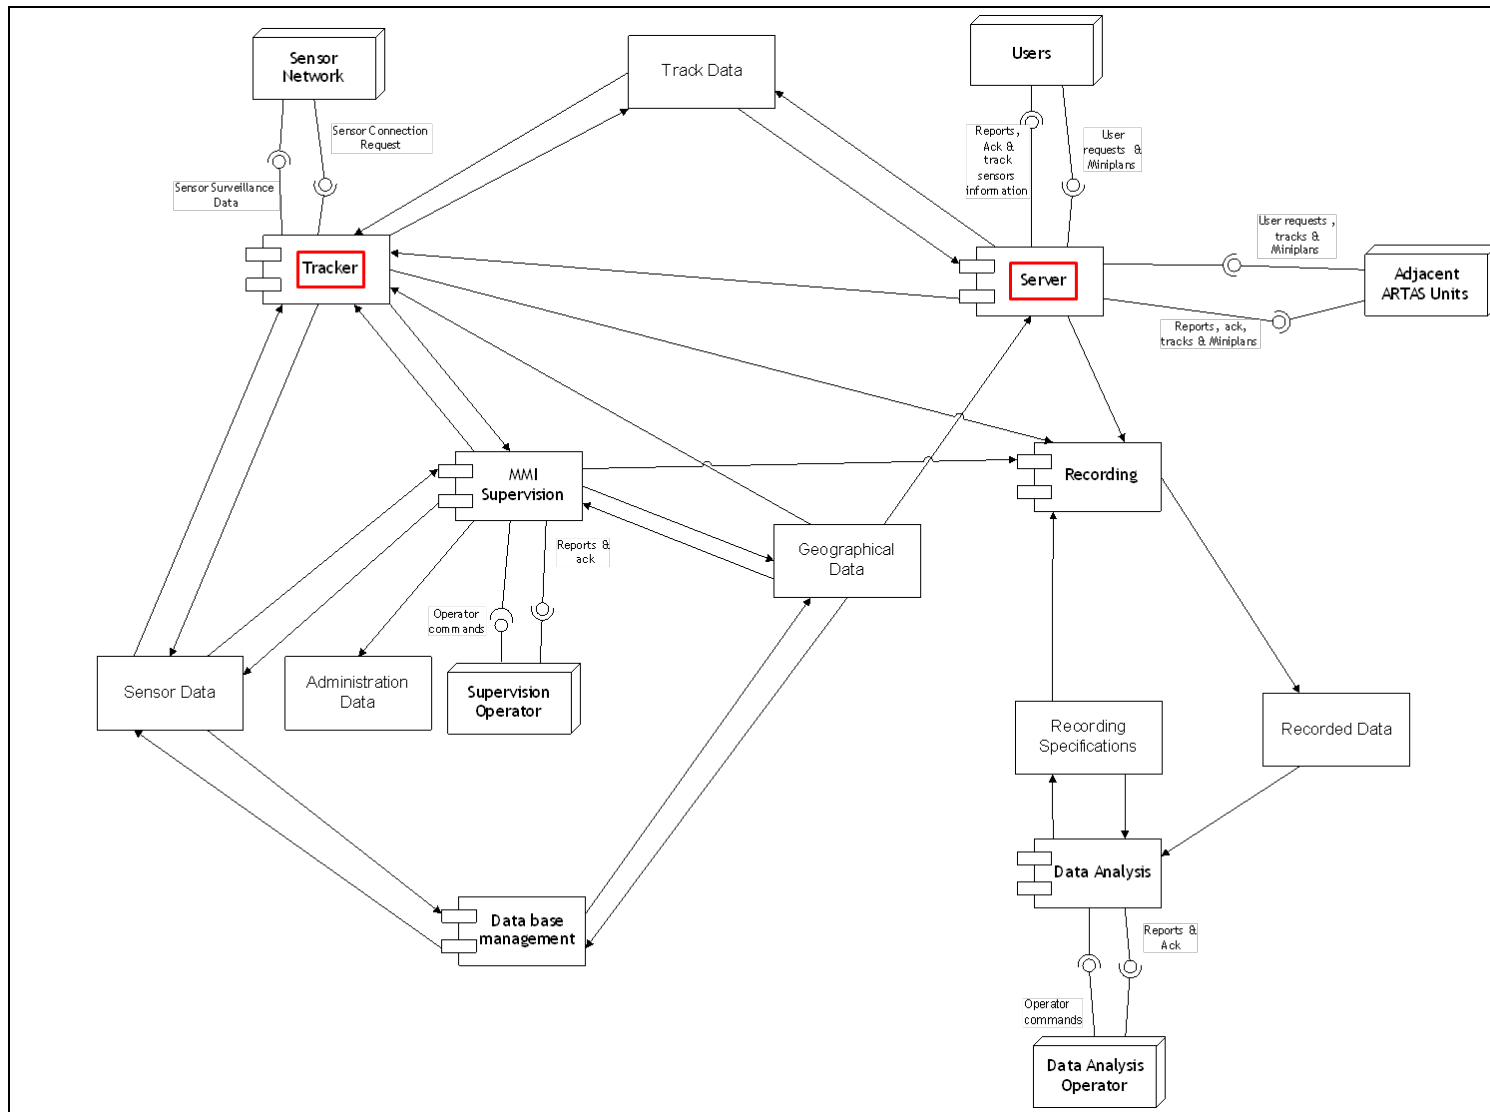 Sensor
Network
Track Data
Users
Sensor Connection
Request
Reports,
Ack &
track
sensors
information
User
requests &
Miniplans
Sensor Surveillance
Data
User requests,
tracks &
Miniplans
Tracker
Server
Adjacent
ARTAS Units
Reports, ack,
tracks & Miniplans
MMI
Supervision
Recording
Reports &
ack
Geographical
Data
Operator
commands
Sensor Data
Administration
Data
Supervision
Operator
Recording
Specifications
Recorded Data
Data Analysis
Data base
management
Reports &
Ack
Operator
commands
Data Analysis
Operator